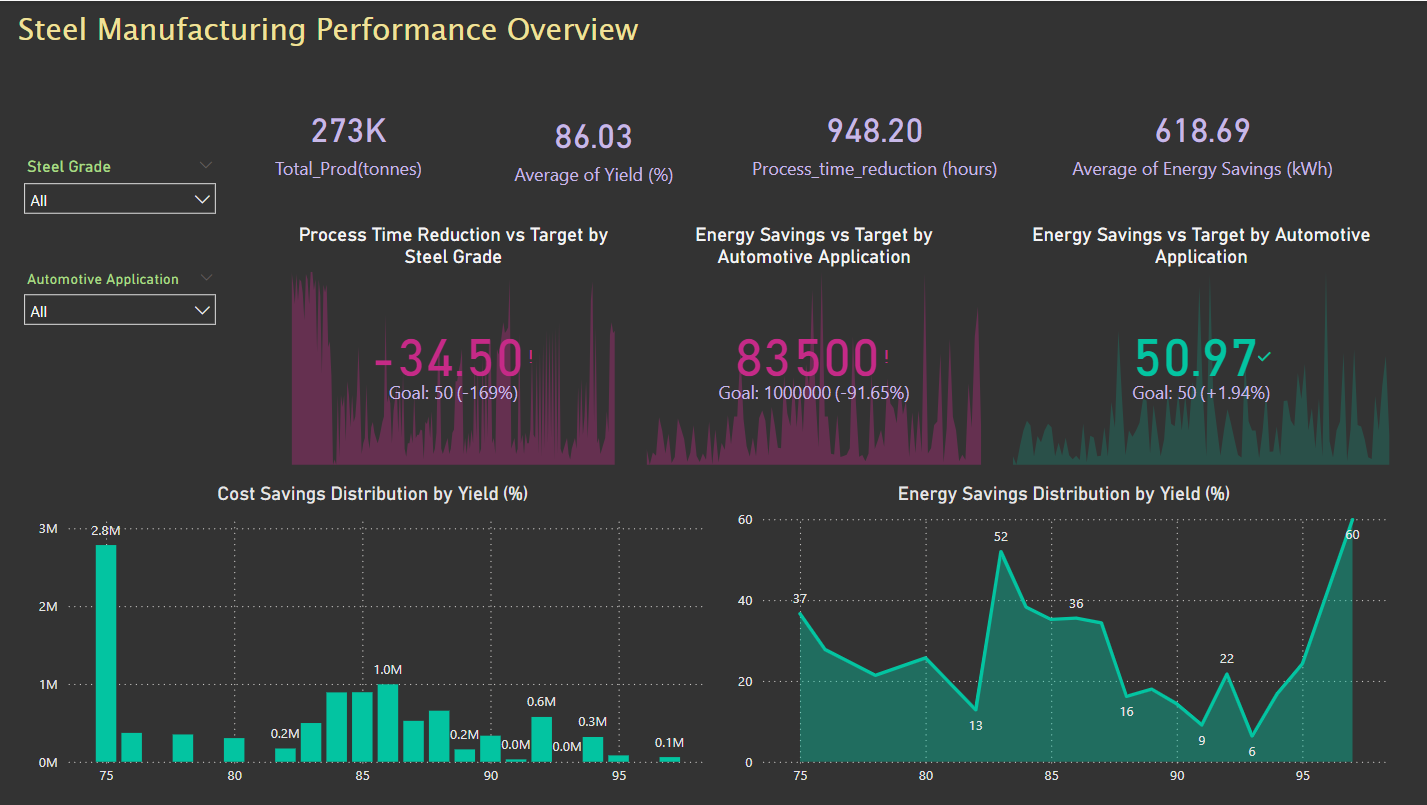 Steel Manufacturing Performance Overview
273K
Total_Prod(tonnes)
86.03
Average of Yield (%)
948.20
Process_time_reduction (hours)
618.69
Average of Energy Savings (kWh)
Steel Grade
All
Automotive Application
All
Process Time Reduction vs Target by
Steel Grade
-34.50!
Goal: 50 (-169%)
Energy Savings vs Target by
Automotive Application
83500!
Goal: 1000000 (-91.65%)
Energy Savings vs Target by Automotive
Application
50.97
Goal: 50 (+1.94%)
Cost Savings Distribution by Yield (%)
3M
2M
1M
0M
2.8M
0.2M
1.0M
0.2M
0.0M
0.6M
0.0M
0.3M
0.1M
75
80
85
90
95
Energy Savings Distribution by Yield (%)
60
40
20
0
37
13
52
36
16
9
22
6
60
75
80
85
90
95